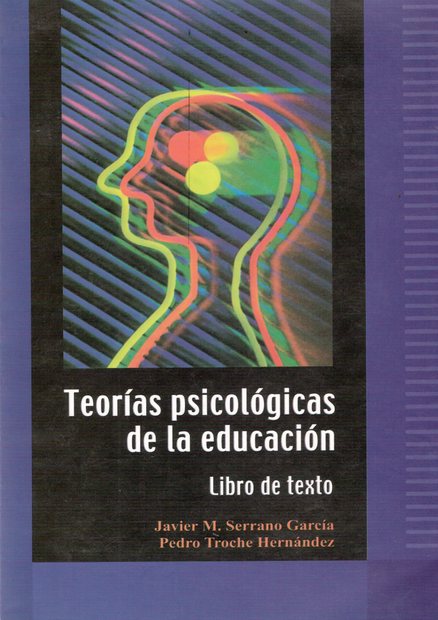 Teorías psicológicas
de la educación
Libro de texto
Javier M. Serrano García
Pedro Troche Hernández